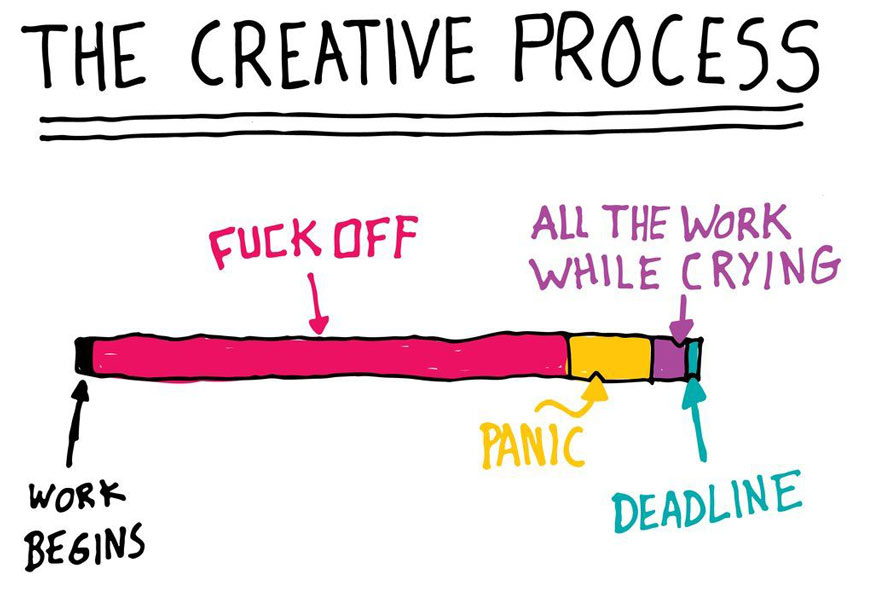 THE CREATIVE PROCESS
FUCK OFF
ALL THE WORK
WHILE CRYING
PANIC
WORK
BEGINS
DEADLINE